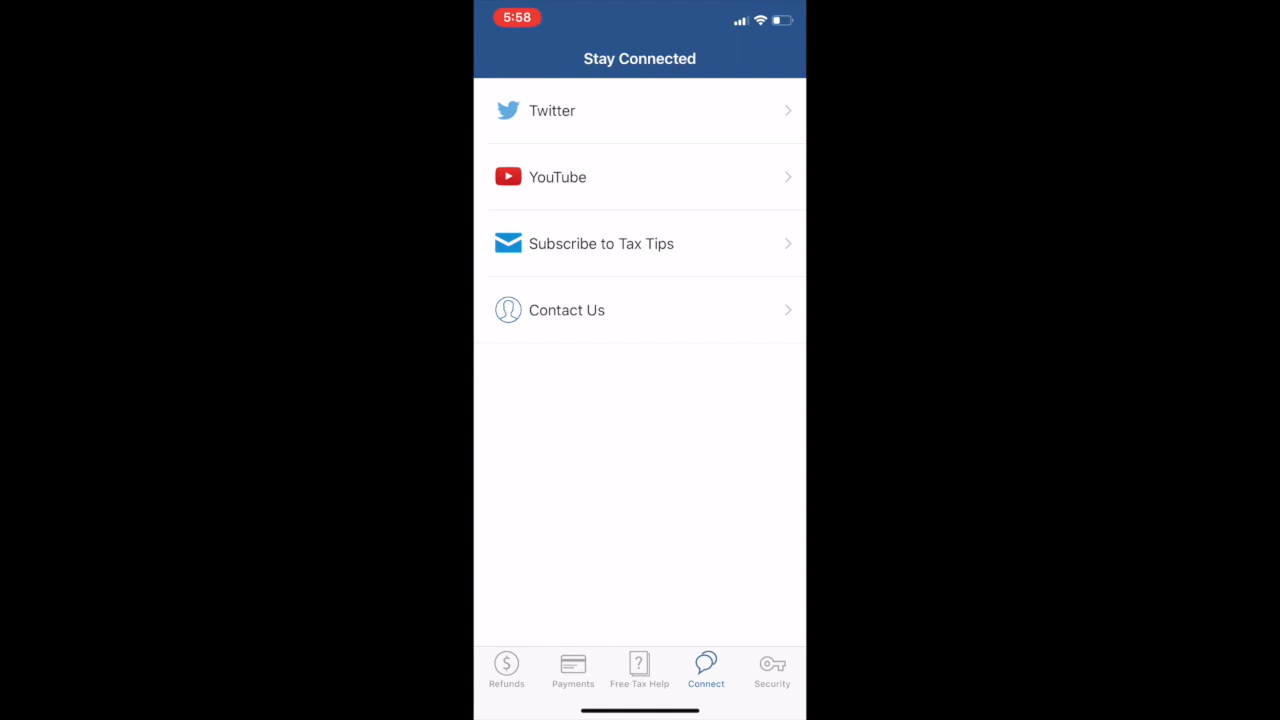 5:58
Stay Connected
Twitter
YouTube
Subscribe to Tax Tips
Contact Us
$ ?
Refunds Payments Free Tax Help Connect Security